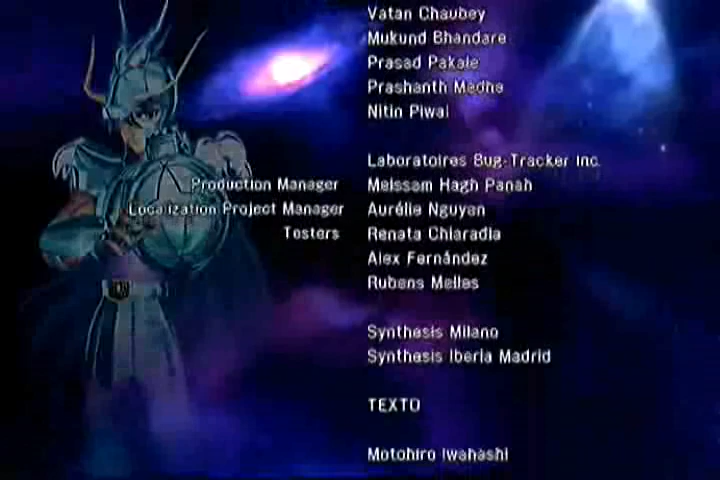 Vatan Chaubey
Mukund Bhandare
Prasad Pakale
Prashanth Medha
Nitin Piwal
Laboratoires Bug-Tracker inc.
Production Manager Meissam Hagh Panah
Localization Project Manager Aurélie Nguyen
Testers Renata Chiaradia
Alex Fernández
Rubens Melles
Synthesis Milano
Synthesis Iberia Madrid
TEXTO
Motohiro Iwahashi